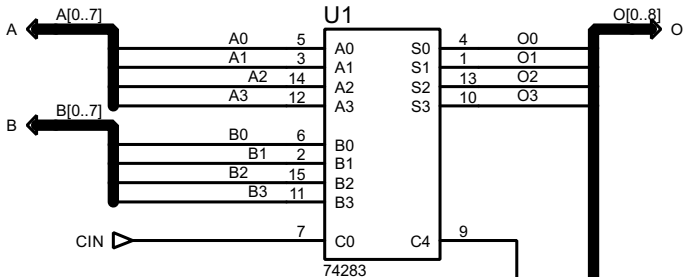 U1
A A[0..7] O[0..8] O
A0 5 A0 S0 4 O0
A1 3 A1 S1 1 O1
A2 14 A2 S2 13 O2
A3 12 A3 S3 10 O3
B B[0..7]
B0 6 B0
B1 2 B1
B2 15 B2
B3 11 B3
CIN 7 C0 C4 9
74283